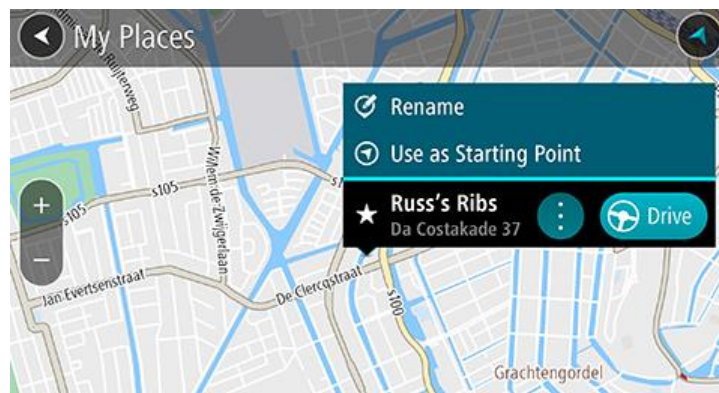 My Places
Ruijterweg
Rename
Willem de Zwijgerlaan
Use as Starting Point
s105
s105
Russ's Ribs
Drive
Da Costakade 37
Jan Evertsenstraat
De Clercqstraat
s100
Grachtengordel